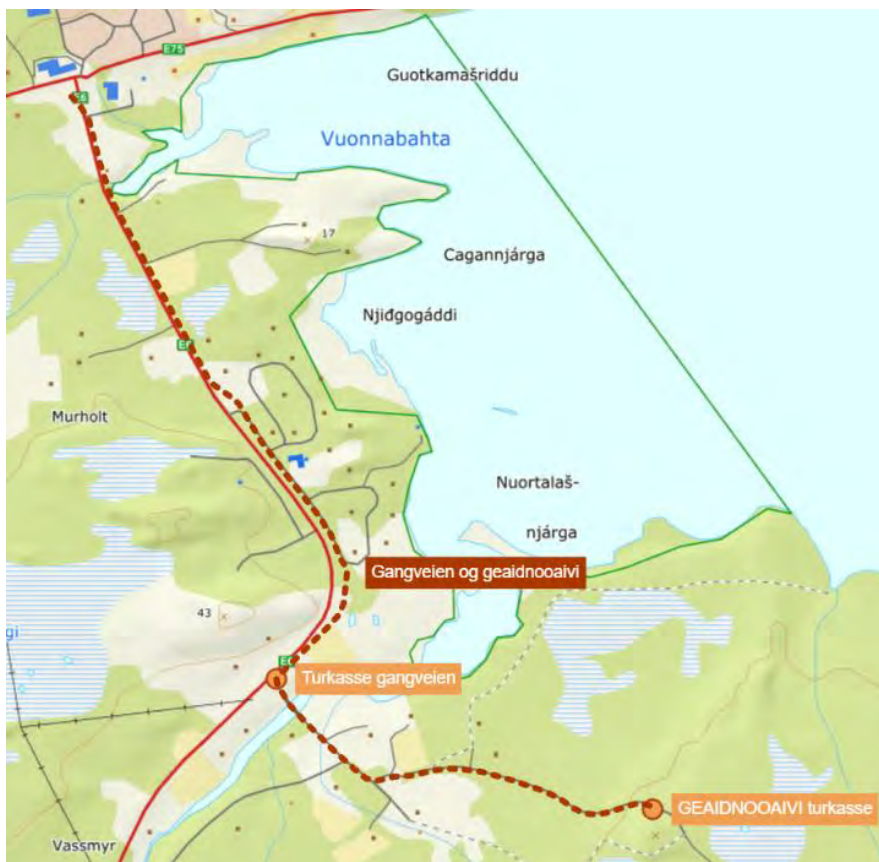 E75
Guotkamašriddu
E6
Vuonnabahta
17
Cagannjárga
Njiđgogáddi
E6
Murholt
Nuortalaš-
njárga
Gangveien og geaidnooaivi
43
Turkasse gangveien
GEAIDNOOAIVI turkasse
Vassmyr